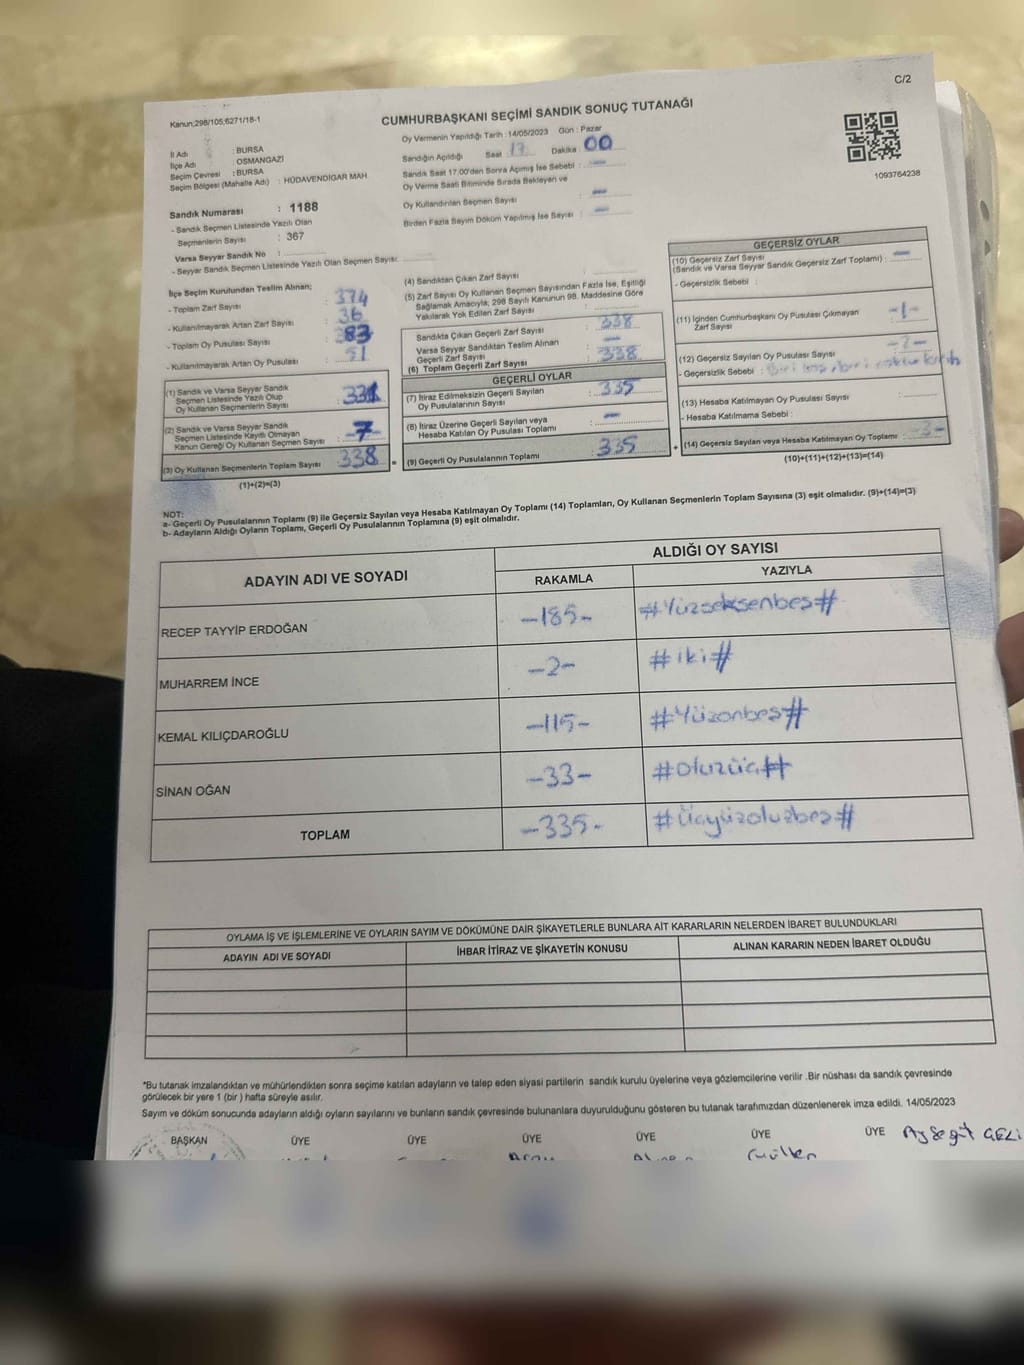 C/2
Kanun;298/105;6271/18-1
CUMHURBAŞKANI SEÇİMİ SANDIK SONUÇ TUTANAĞI
İl Adı : BURSA
İlçe Adı : OSMANGAZİ
Seçim Çevresi : BURSA
Seçim Bölgesi (Mahalle Adı) : HÜDAVENDİGAR MAH.
Sandık Numarası : 1188
- Sandık Seçmen Listesinde Yazılı Olan
Seçmenlerin Sayısı : 367
Varsa Seyyar Sandık No :
- Seyyar Sandık Seçmen Listesinde Yazılı Olan Seçmen Sayısı:
Oy Vermenin Yapıldığı Tarih : 14/05/2023 Gün : Pazar
Sandığın Açıldığı Saat : 17 Dakika : 00
Sandık Saat 17.00'den Sonra Açımış İse Sebebi : -
Oy Verme Saati Bitiminde Sırada Bekleyen ve
Oy Kullandırılan Seçmen Sayısı : -
Birden Fazla Sayım Döküm Yapılmış İse Sayısı : -
1093764238
İlçe Seçim Kurulundan Teslim Alınan;
- Toplam Zarf Sayısı : 374
- Kullanılmayarak Artan Zarf Sayısı : 36
- Toplam Oy Pusulası Sayısı : 383
- Kullanılmayarak Artan Oy Pusulası : 51
(1) Sandık ve Varsa Seyyar Sandık
Seçmen Listesinde Yazılı Olup
Oy Kullanan Seçmenlerin Sayısı : 331
(2) Sandık ve Varsa Seyyar Sandık
Seçmen Listesinde Kaydı Olmayan
Kanun Gereği Oy Kullanan Seçmen Sayısı : -7
(3) Oy Kullanan Seçmenlerin Toplam Sayısı : 338
(1)+(2)=(3)
(4) Sandıktan Çıkan Zarf Sayısı :
(5) Zarf Sayısı Oy Kullanan Seçmen Sayısından Fazla İse, Eşitliği
Sağlamak Amacıyla; 298 Sayılı Kanunun 98. Maddesine Göre
Yakılarak Yok Edilen Zarf Sayısı :
Sandıkta Çıkan Geçerli Zarf Sayısı : 338
Varsa Seyyar Sandıktan Teslim Alınan
Geçerli Zarf Sayısı : -
(6) Toplam Geçerli Zarf Sayısı : 338
GEÇERLİ OYLAR
(7) İtiraz Edilmeksizin Geçerli Sayılan
Oy Pusulalarının Sayısı : 335
(8) İtiraz Üzerine Geçerli Sayılan veya
Hesaba Katılan Oy Pusulası Toplamı : -
(9) Geçerli Oy Pusulalarının Toplamı : 335
GEÇERSİZ OYLAR
(10) Geçersiz Zarf Sayısı
(Sandık ve Varsa Seyyar Sandık Geçersiz Zarf Toplamı) : -
- Geçersizlik Sebebi :
(11) İçinden Cumhurbaşkanı Oy Pusulası Çıkmayan
Zarf Sayısı : -1-
(12) Geçersiz Sayılan Oy Pusulası Sayısı : -2-
- Geçersizlik Sebebi :
(13) Hesaba Katılmayan Oy Pusulası Sayısı :
- Hesaba Katılmama Sebebi :
(14) Geçersiz Sayılan veya Hesaba Katılmayan Oy Toplamı : -3-
(10)+(11)+(12)+(13)=(14)
NOT:
a- Geçerli Oy Pusulalarının Toplamı (9) ile Geçersiz Sayılan veya Hesaba Katılmayan Oy Toplamı (14) Toplamları, Oy Kullanan Seçmenlerin Toplam Sayısına (3) eşit olmalıdır. (9)+(14)=(3)
b- Adayların Aldığı Oyların Toplamı, Geçerli Oy Pusulalarının Toplamına (9) eşit olmalıdır.
ADAYIN ADI VE SOYADI ALDIĞI OY SAYISI
RAKAMLA YAZIYLA
RECEP TAYYİP ERDOĞAN -185- #Yüzseksenbeş#
MUHARREM İNCE -2- #iki#
KEMAL KILIÇDAROĞLU -115- #Yüzonbeş#
SİNAN OĞAN -33- #Otuzüç#
TOPLAM -335- #Üçyüzotuzbeş#
OYLAMA İŞ VE İŞLEMLERİNE VE OYLARIN SAYIM VE DÖKÜMÜNE DAİR ŞİKAYETLERLE BUNLARA AİT KARARLARIN NELERDEN İBARET BULUNDUKLARI
ADAYIN ADI VE SOYADI İHBAR İTİRAZ VE ŞİKAYETİN KONUSU ALINAN KARARIN NEDEN İBARET OLDUĞU
*Bu tutanak imzalandıktan ve mühürlendikten sonra seçime katılan adayların ve talep eden siyasi partilerin sandık kurulu üyelerine veya gözlemcilerine verilir .Bir nüshası da sandık çevresinde
görülecek bir yere 1 (bir ) hafta süreyle asılır.
Sayım ve döküm sonucunda adayların aldığı oyların sayılarını ve bunların sandık çevresinde bulunanlara duyurulduğunu gösteren bu tutanak tarafımızdan düzenlenerek imza edildi. 14/05/2023
BAŞKAN ÜYE ÜYE ÜYE ÜYE ÜYE ÜYE Ayşegül GELİ